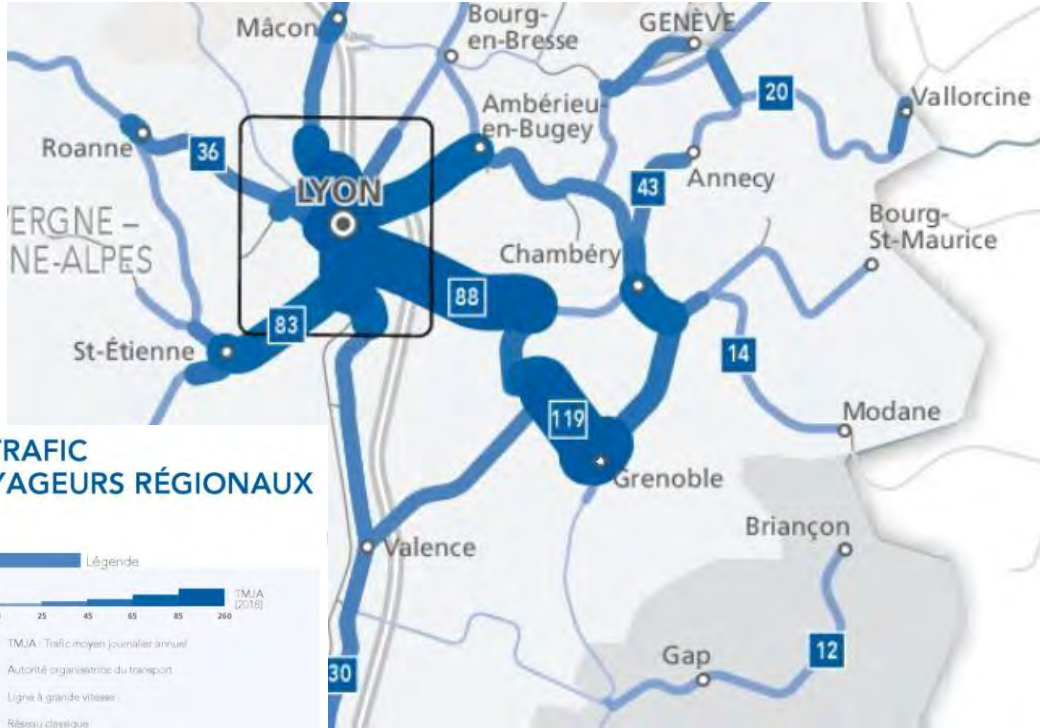 Mâcon
Bourg-
en-Bresse
GENÈVE
20
Vallorcine
Ambérieu-
en-Bugey
Roanne
36
LYON
43
Annecy
ERGNE –
NE-ALPES
Bourg-
St-Maurice
Chambéry
88
83
St-Étienne
14
119
Modane
Grenoble
Briançon
Valence
12
Gap
30
TRAFIC
YAGEURS RÉGIONAUX
Légende
TMJA
(2016)
25 45 65 85 260
TMJA : Trafic moyen journalier annuel
Autorité organisatrice du transport
Ligne à grande vitesse
Réseau classique